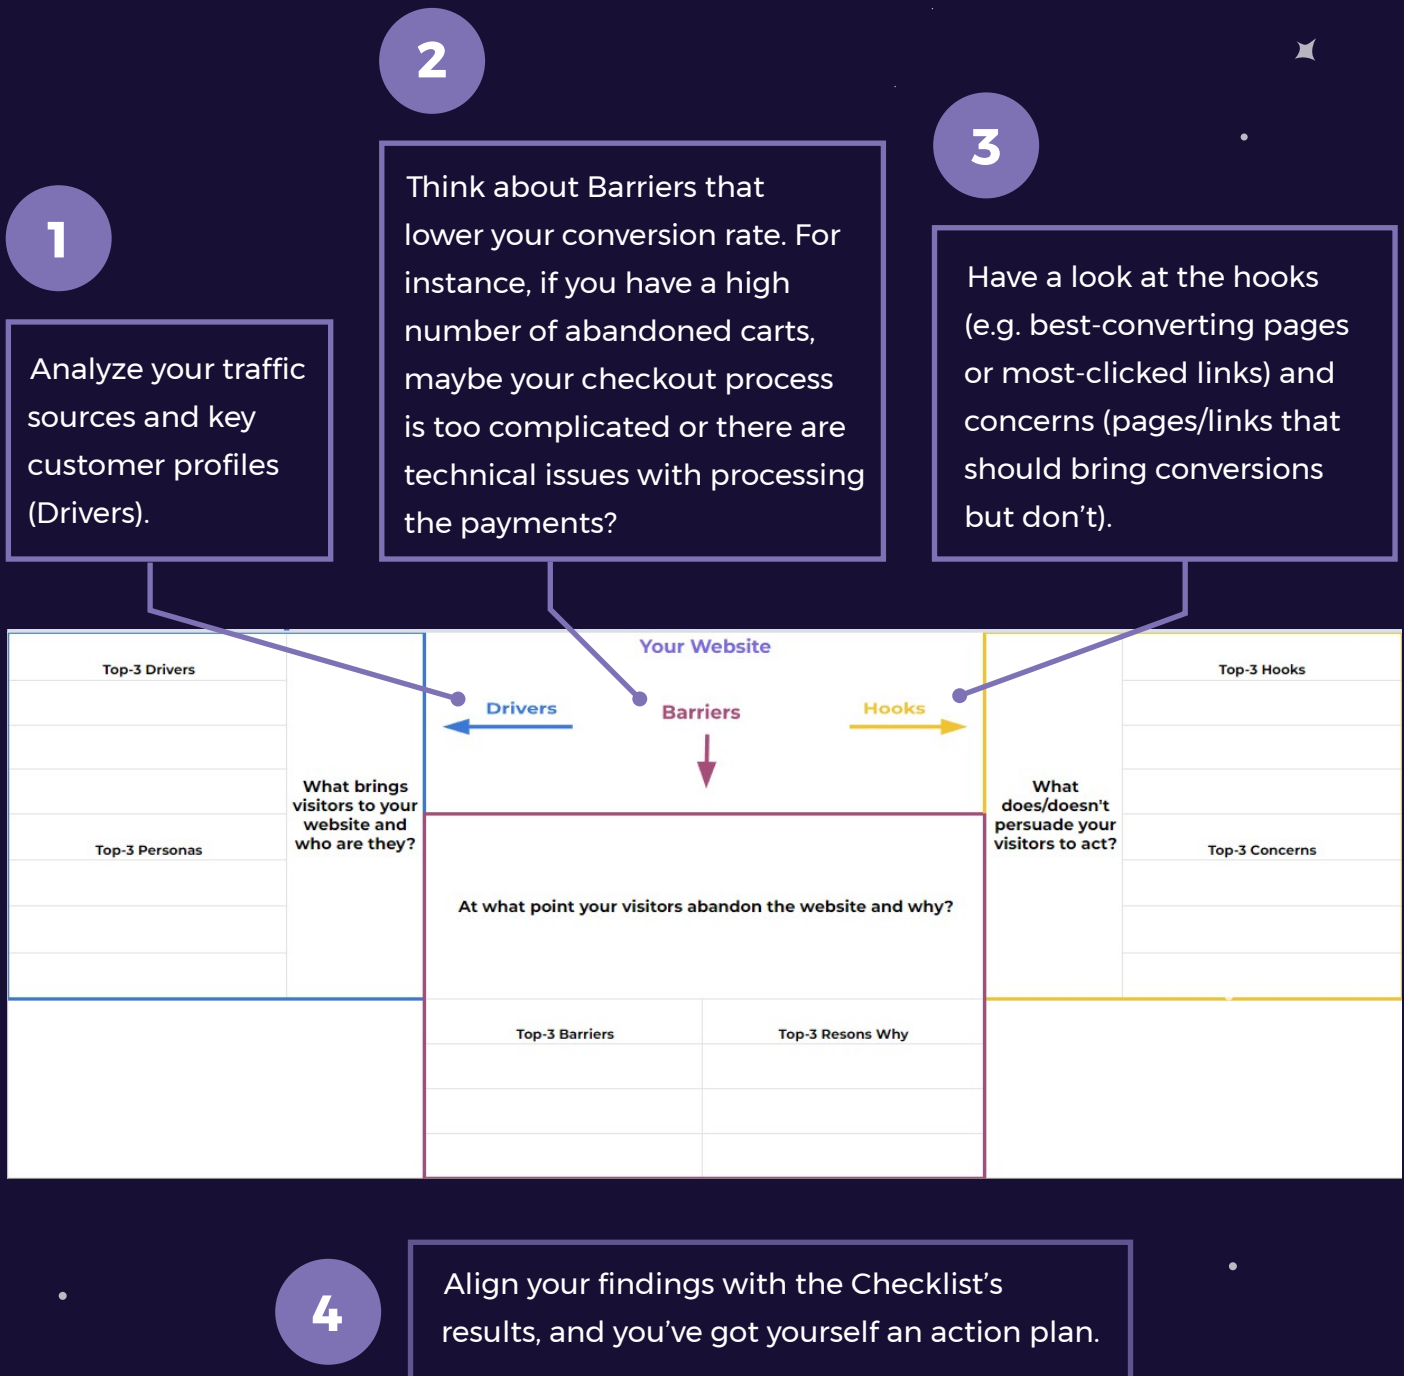 1
Analyze your traffic
sources and key
customer profiles
(Drivers).
2
Think about Barriers that
lower your conversion rate. For
instance, if you have a high
number of abandoned carts,
maybe your checkout process
is too complicated or there are
technical issues with processing
the payments?
3
Have a look at the hooks
(e.g. best-converting pages
or most-clicked links) and
concerns (pages/links that
should bring conversions
but don't).
Your Website
Drivers
Barriers
Hooks
Top-3 Drivers
Top-3 Personas
What brings
visitors to your
website and
who are they?
At what point your visitors abandon the website and why?
Top-3 Barriers
Top-3 Resons Why
What
does/doesn't
persuade your
visitors to act?
Top-3 Hooks
Top-3 Concerns
4
Align your findings with the Checklist's
results, and you've got yourself an action plan.